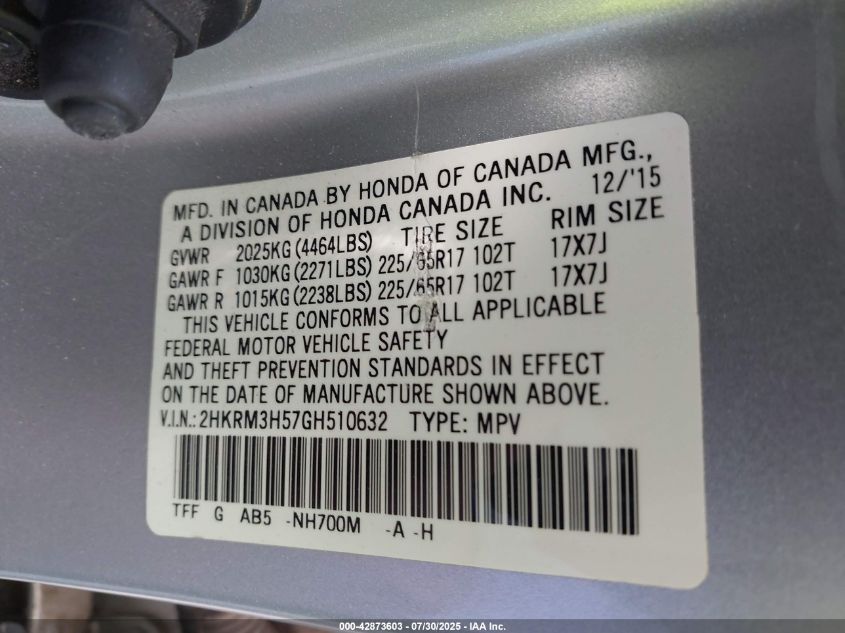 MFD. IN CANADA BY HONDA OF CANADA MFG.,
A DIVISION OF HONDA CANADA INC. 12/'15
GVWR 2025KG (4464LBS) TIRE SIZE RIM SIZE
GAWR F 1030KG (2271LBS) 225/65R17 102T 17X7J
GAWR R 1015KG (2238LBS) 225/65R17 102T 17X7J
THIS VEHICLE CONFORMS TO ALL APPLICABLE
FEDERAL MOTOR VEHICLE SAFETY
AND THEFT PREVENTION STANDARDS IN EFFECT
ON THE DATE OF MANUFACTURE SHOWN ABOVE.
V.I.N.: 2HKRM3H57GH510632 TYPE: MPV
TFF G AB5 -NH700M -A -H
000-42873603 - 07/30/2025 - IAA Inc.